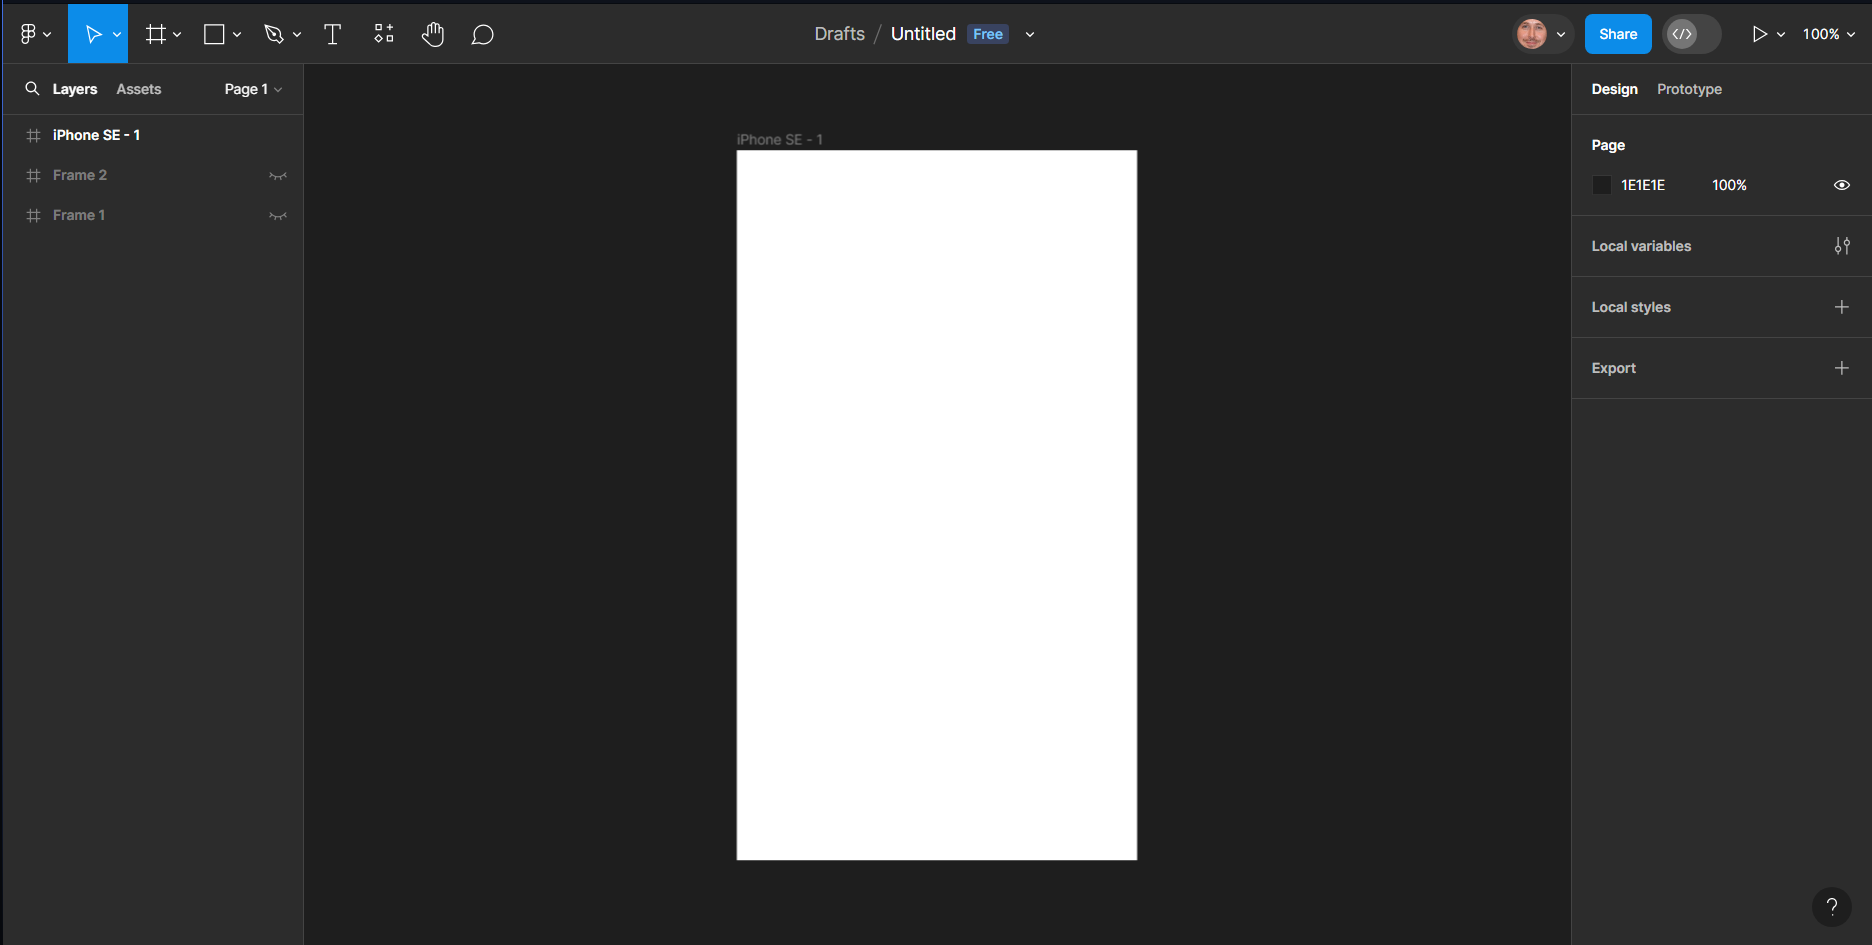 Drafts / Untitled Free
Share
100%
Layers Assets Page 1
iPhone SE - 1
Frame 2
Frame 1
iPhone SE - 1
Design Prototype
Page
1E1E1E 100%
Local variables
Local styles
Export
?